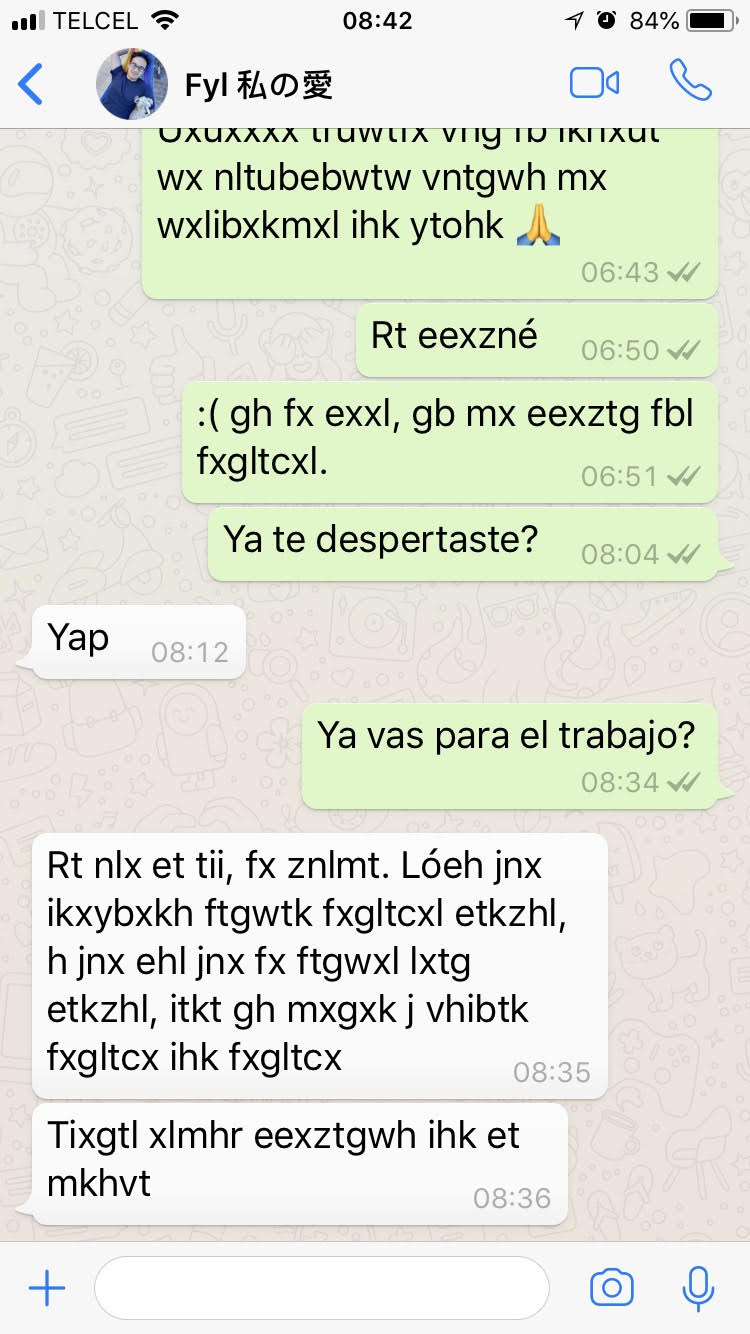 TELCEL 08:42 84%
Fyl 私の愛
wx nltubebwtw vntgwh mx
wxlibxkmxl ihk ytohk 🙏
06:43
Rt eexzné 06:50
:( gh fx exxl, gb mx eexztg fbl
fxgltcxl. 06:51
Ya te despertaste? 08:04
Yap 08:12
Ya vas para el trabajo?
08:34
Rt nlx et tii, fx znlmt. Lóeh jnx
ikxybxkh ftgwtk fxgltcxl etkzhl,
h jnx ehl jnx fx ftgwxl lxtg
etkzhl, itkt gh mxgxk j vhibtk
fxgltcx ihk fxgltcx
08:35
Tixgtl xlmhr eexztgwh ihk et
mkhvt 08:36